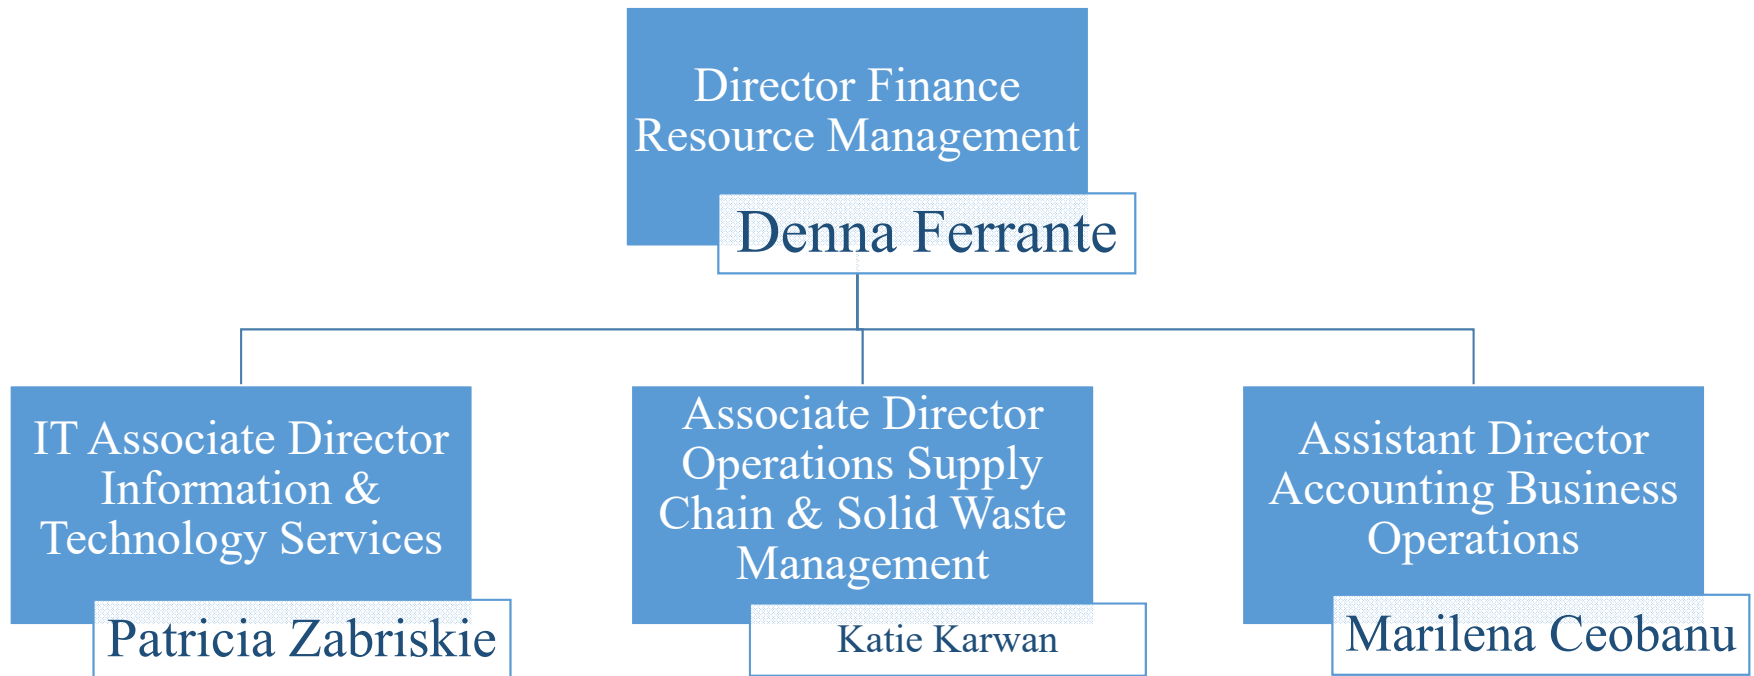 Director Finance
Resource Management
Denna Ferrante
IT Associate Director
Information &
Technology Services
Patricia Zabriskie
Associate Director
Operations Supply
Chain & Solid Waste
Management
Katie Karwan
Assistant Director
Accounting Business
Operations
Marilena Ceobanu